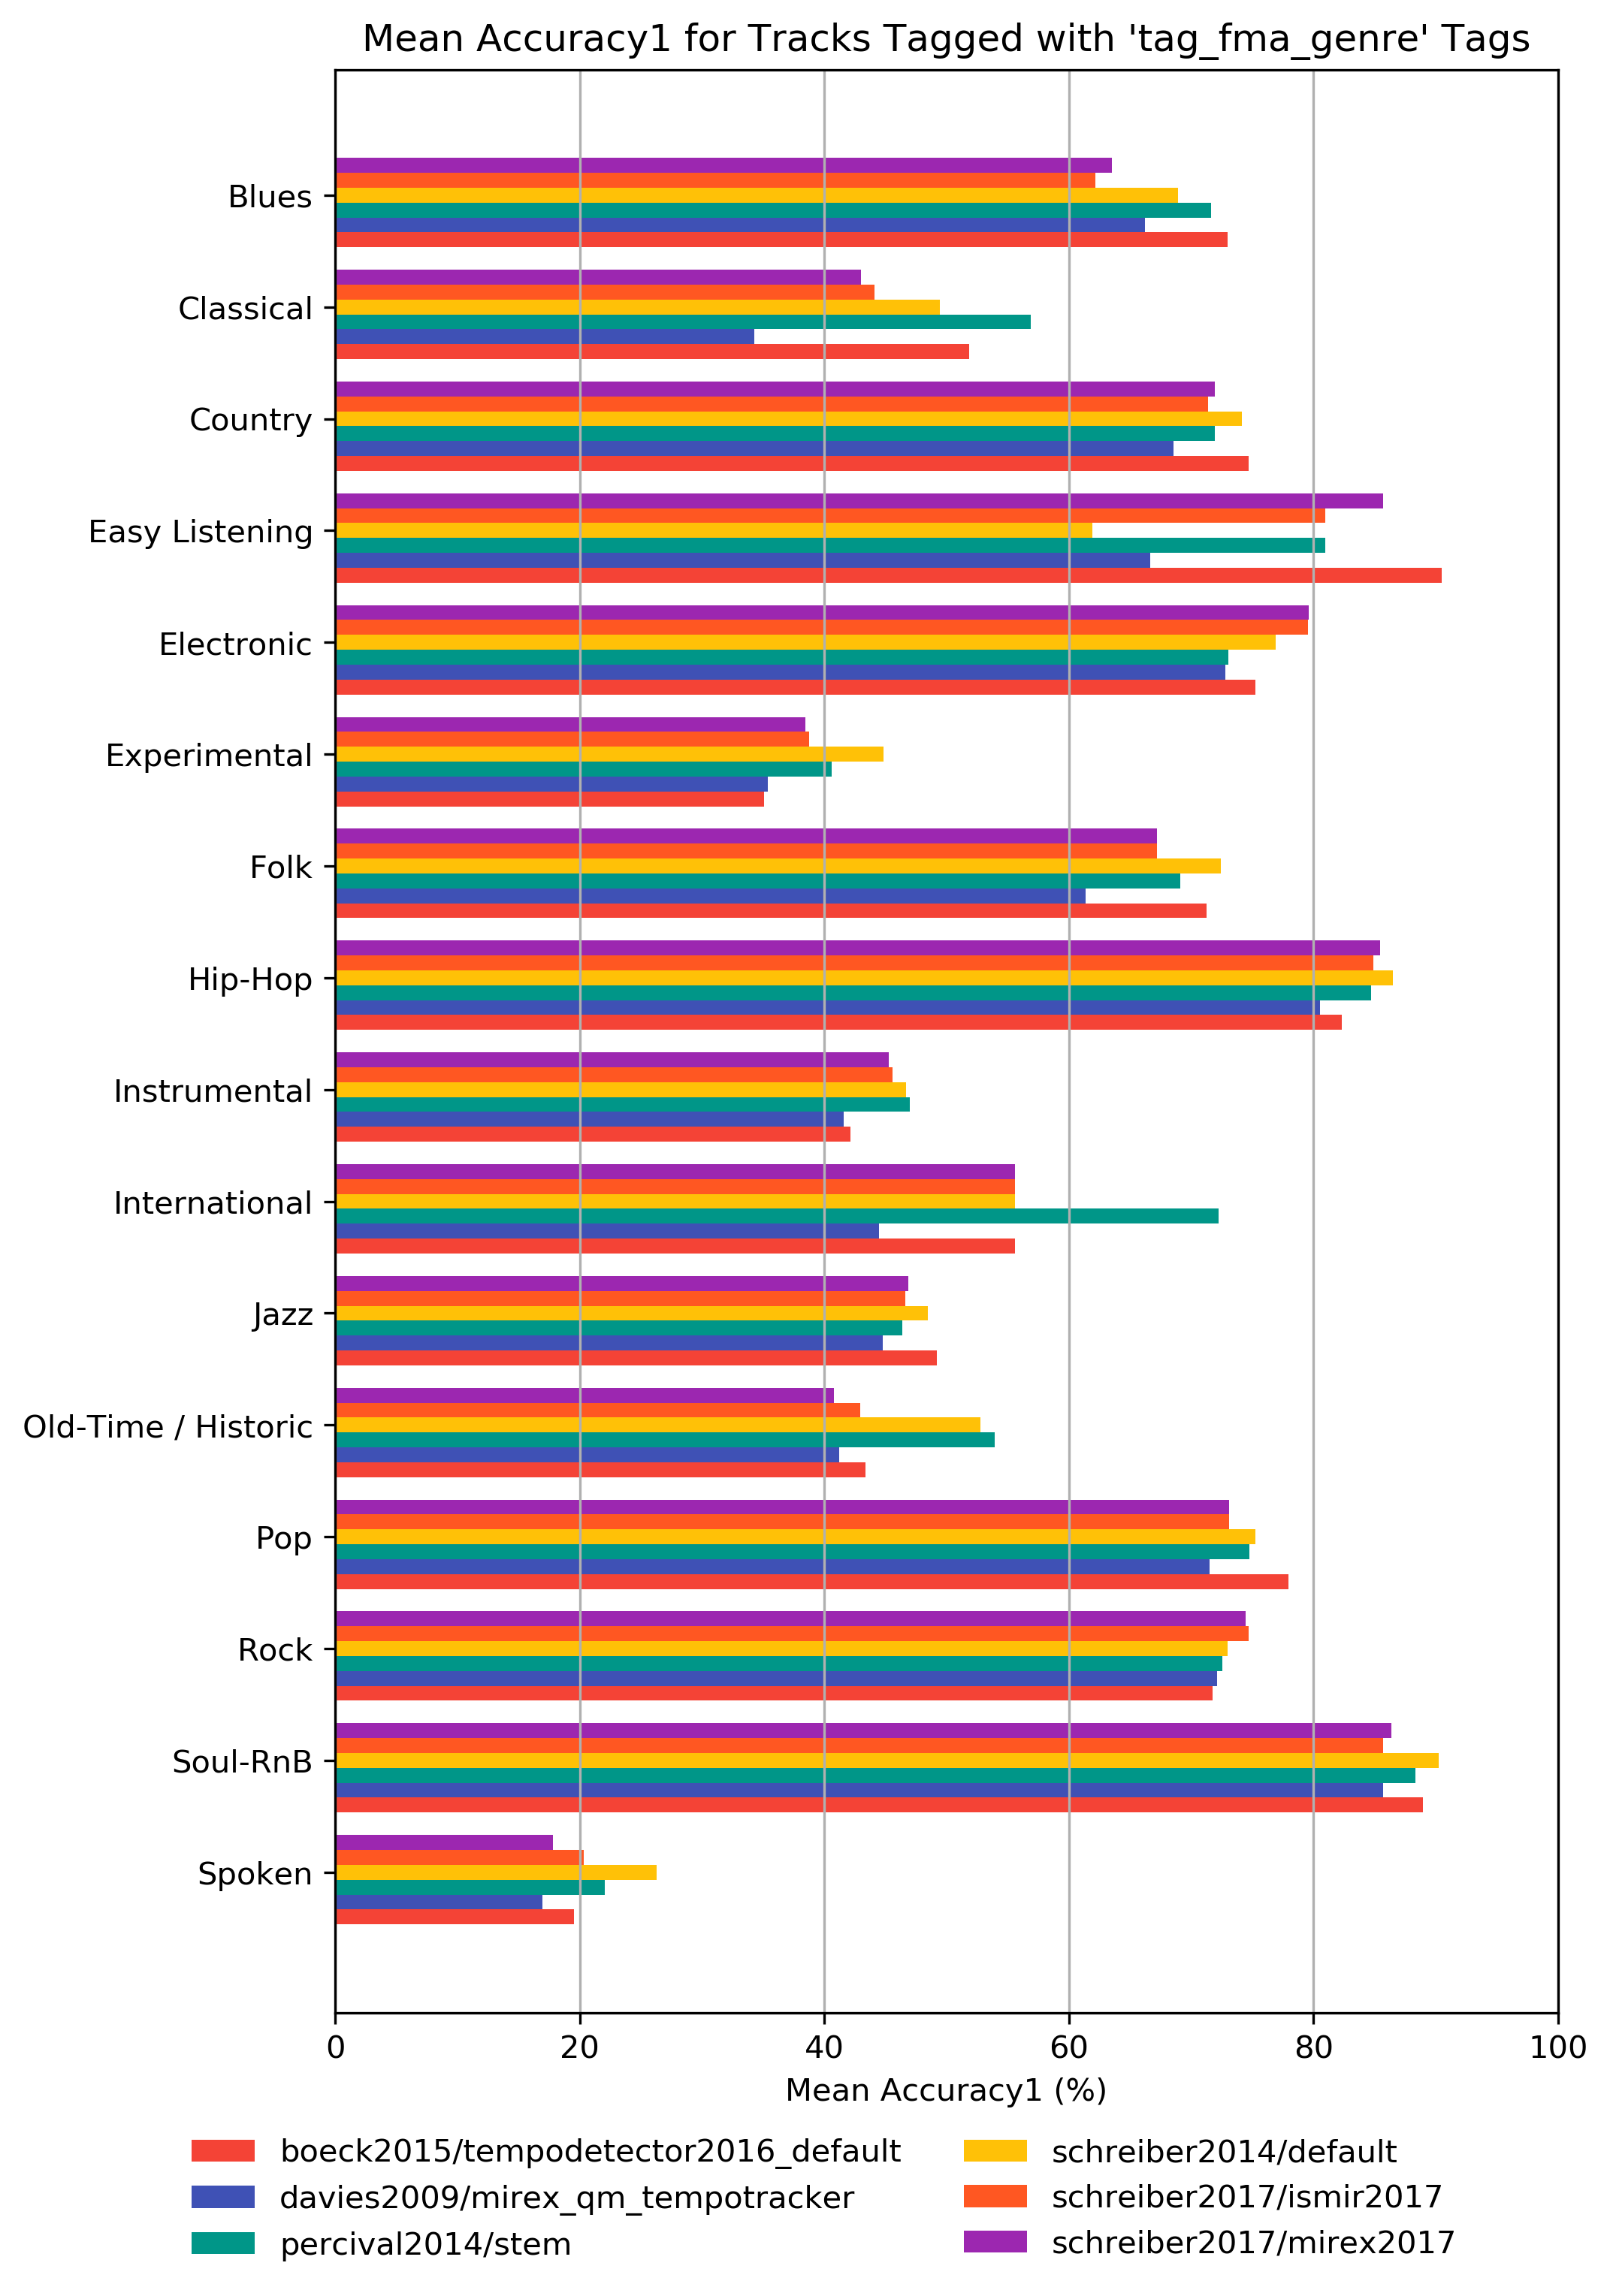 Mean Accuracy1 for Tracks Tagged with 'tag_fma_genre' Tags
Blues
Classical
Country
Easy Listening
Electronic
Experimental
Folk
Hip-Hop
Instrumental
International
Jazz
Old-Time / Historic
Pop
Rock
Soul-RnB
Spoken
0 20 40 60 80 100
Mean Accuracy1 (%)
boeck2015/tempodetector2016_default
davies2009/mirex_qm_tempotracker
percival2014/stem
schreiber2014/default
schreiber2017/ismir2017
schreiber2017/mirex2017